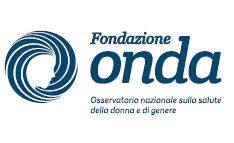 Fondazione
onda
Osservatorio nazionale sulla salute
della donna e di genere